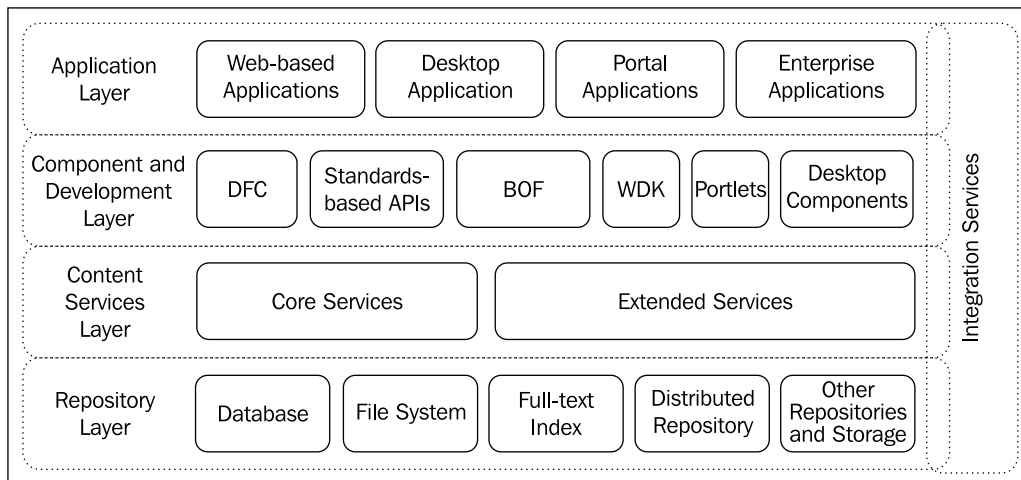 Application
Layer
Web-based
Applications
Desktop
Application
Portal
Applications
Enterprise
Applications
Component and
Development
Layer
DFC
Standards-
based APIs
BOF
WDK
Portlets
Desktop
Components
Content
Services
Layer
Core Services
Extended Services
Repository
Layer
Database
File System
Full-text
Index
Distributed
Repository
Other
Repositories
and Storage
Integration Services